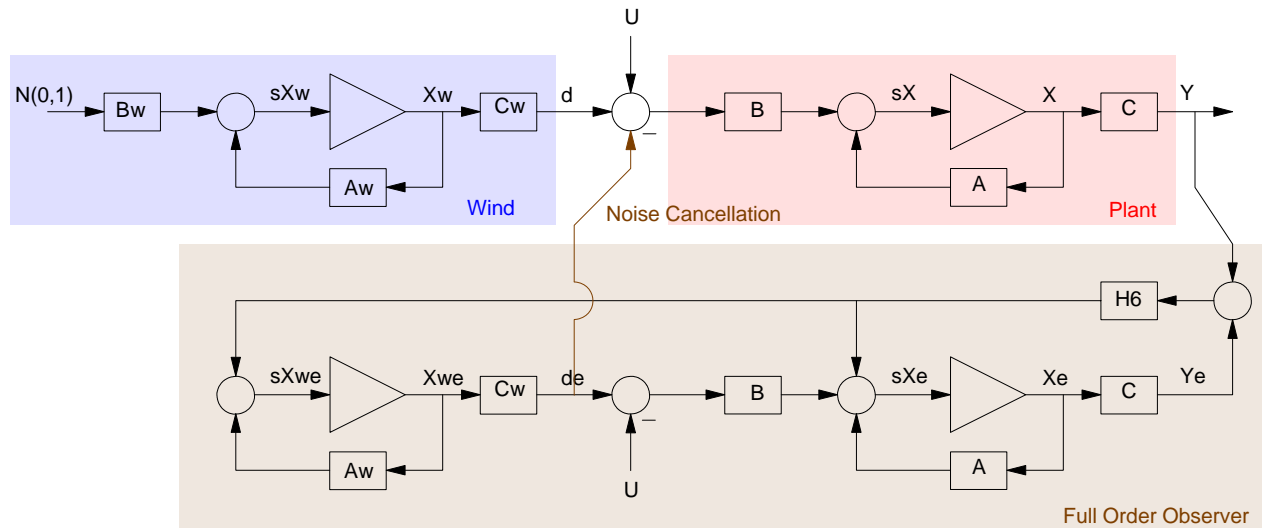 U
N(0,1)
Bw
sXw
Xw
Cw
d
B
sX
X
C
Y
Aw
A
Wind
Noise Cancellation
Plant
H6
sXwe
Xwe
Cw
de
B
sXe
Xe
C
Ye
Aw
A
U
Full Order Observer